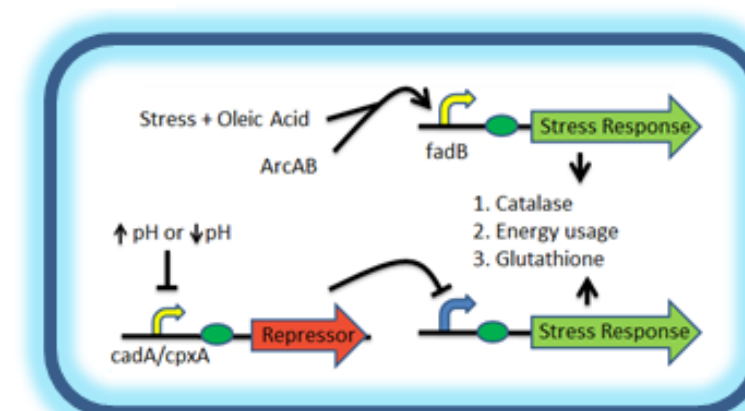 Stress + Oleic Acid
ArcAB
fadB
Stress Response
1. Catalase
2. Energy usage
3. Glutathione
↑ pH or ↓pH
cadA/cpxA
Repressor
Stress Response